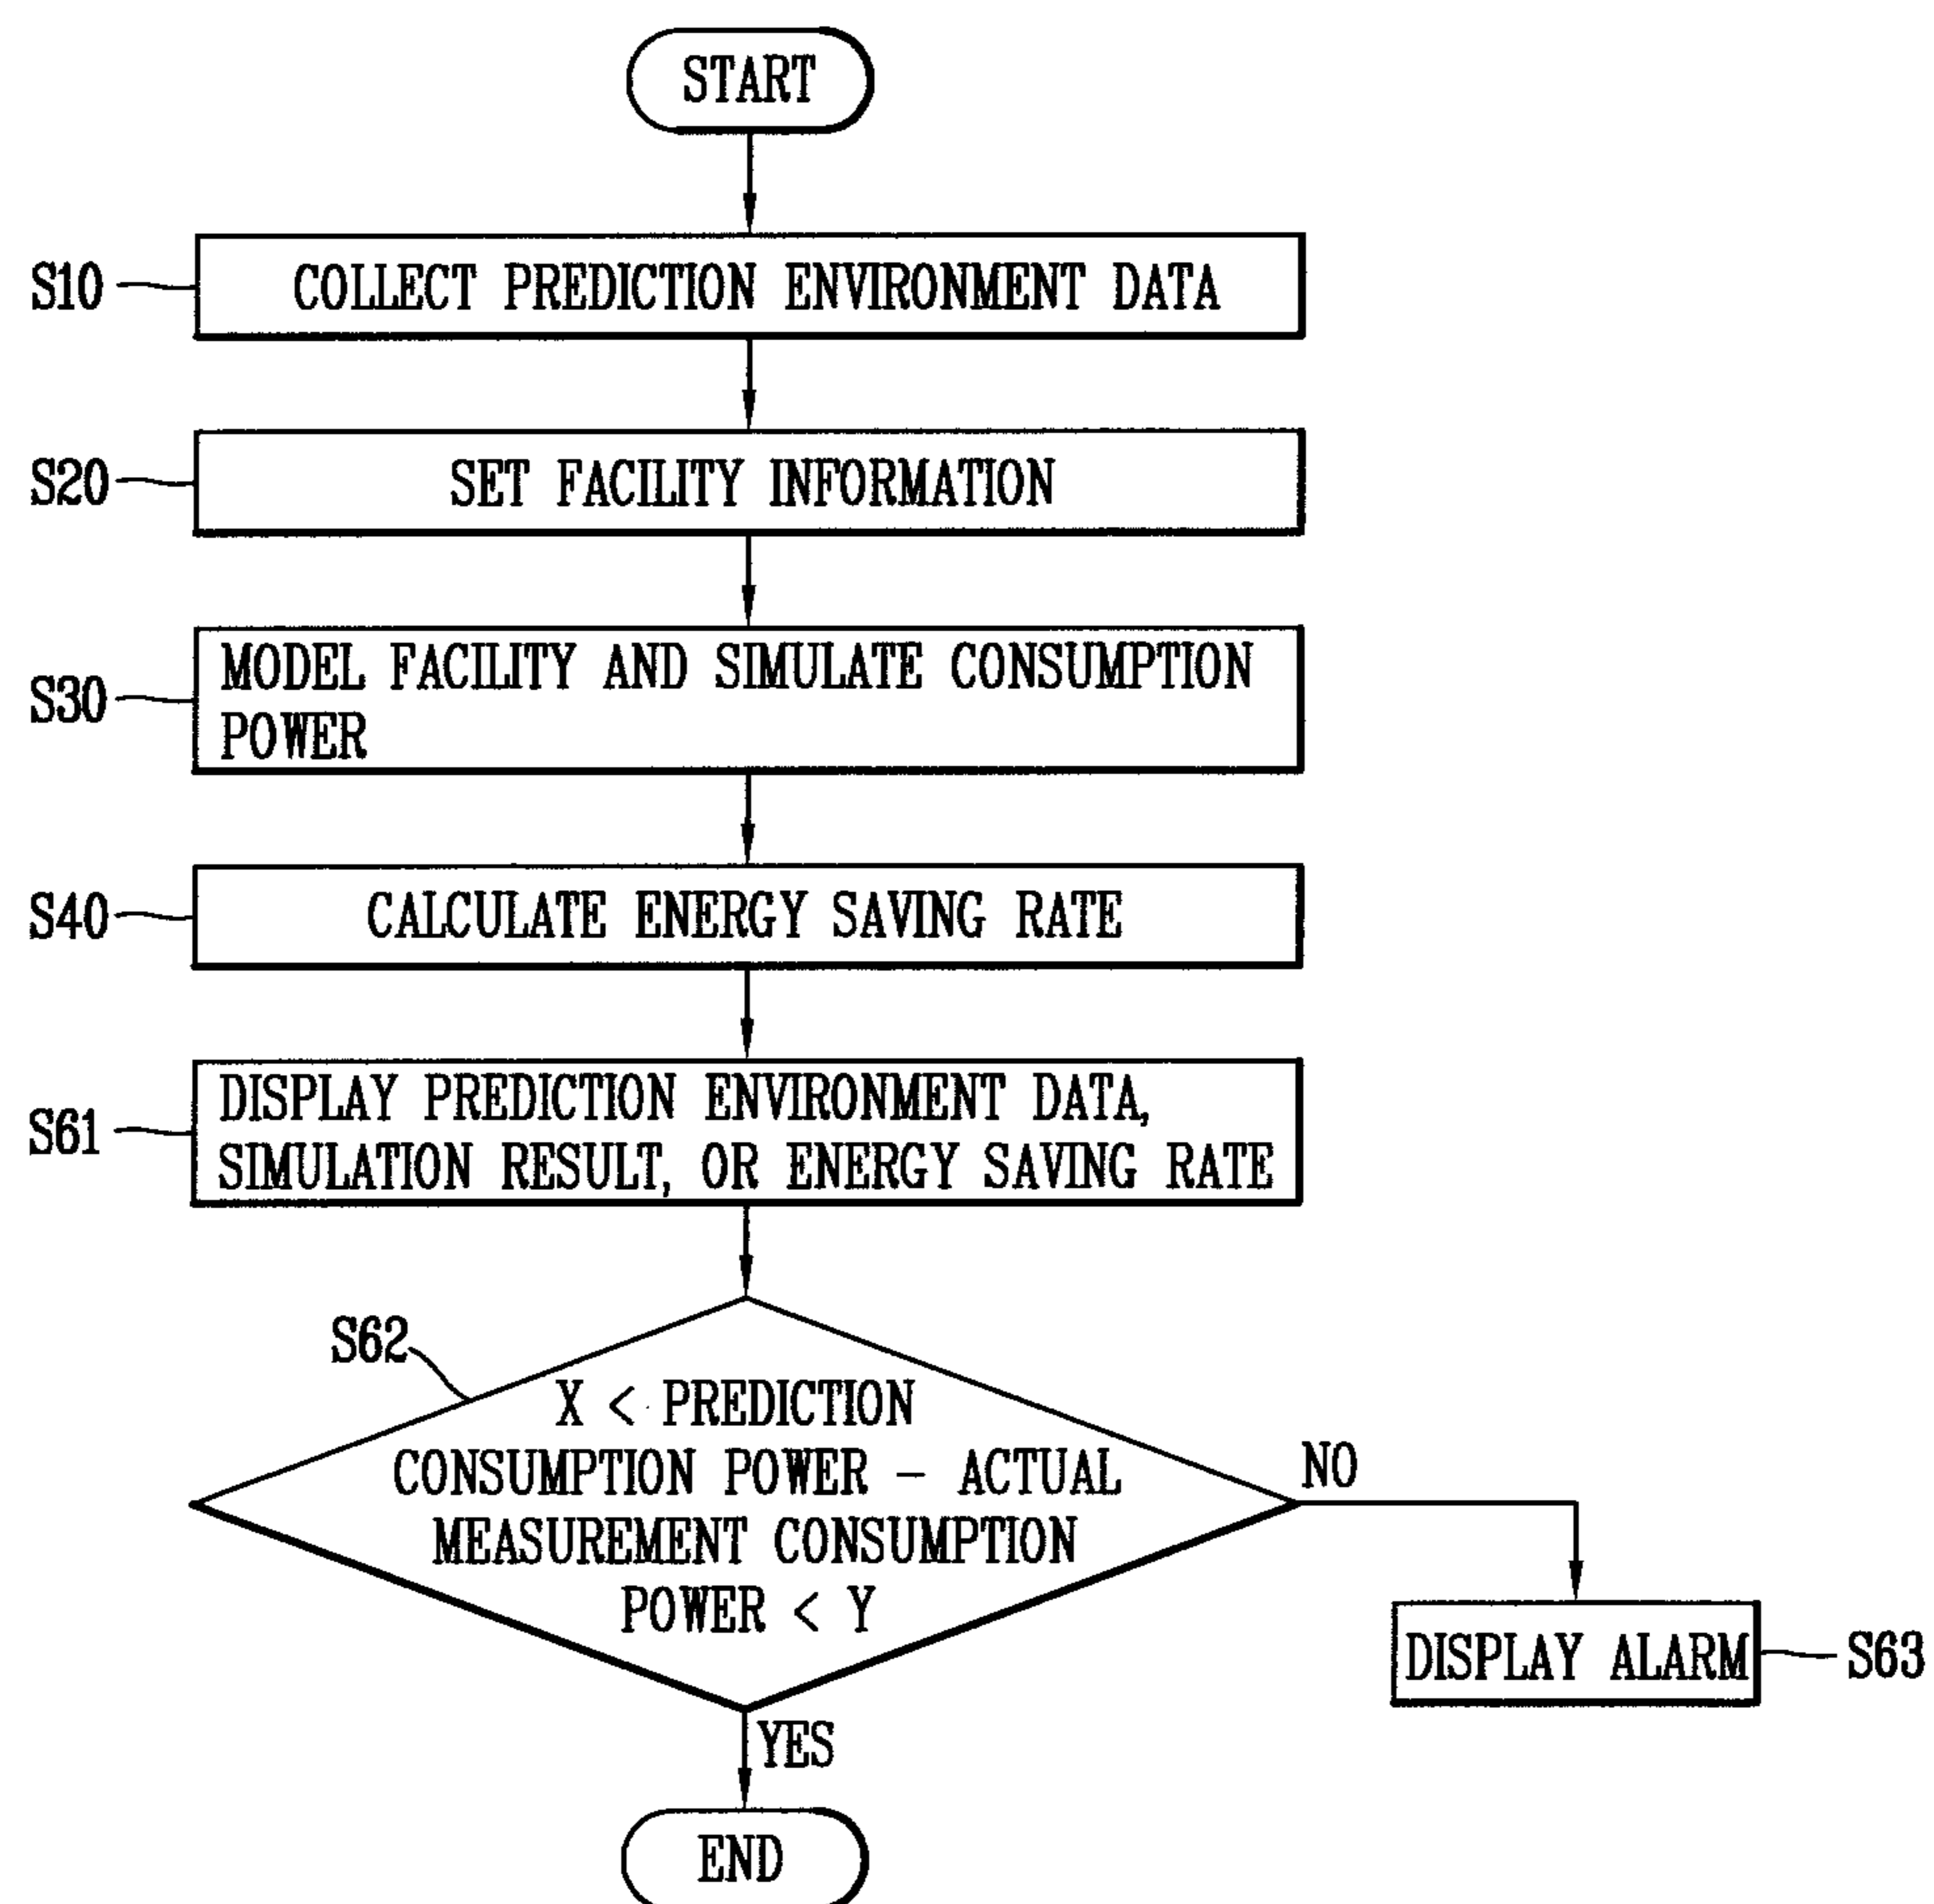 START
S10
COLLECT PREDICTION ENVIRONMENT DATA
S20
SET FACILITY INFORMATION
S30
MODEL FACILITY AND SIMULATE CONSUMPTION
POWER
S40
CALCULATE ENERGY SAVING RATE
S61
DISPLAY PREDICTION ENVIRONMENT DATA,
SIMULATION RESULT, OR ENERGY SAVING RATE
S62
X < PREDICTION
CONSUMPTION POWER - ACTUAL
MEASUREMENT CONSUMPTION
POWER < Y
NO
DISPLAY ALARM
S63
YES
END